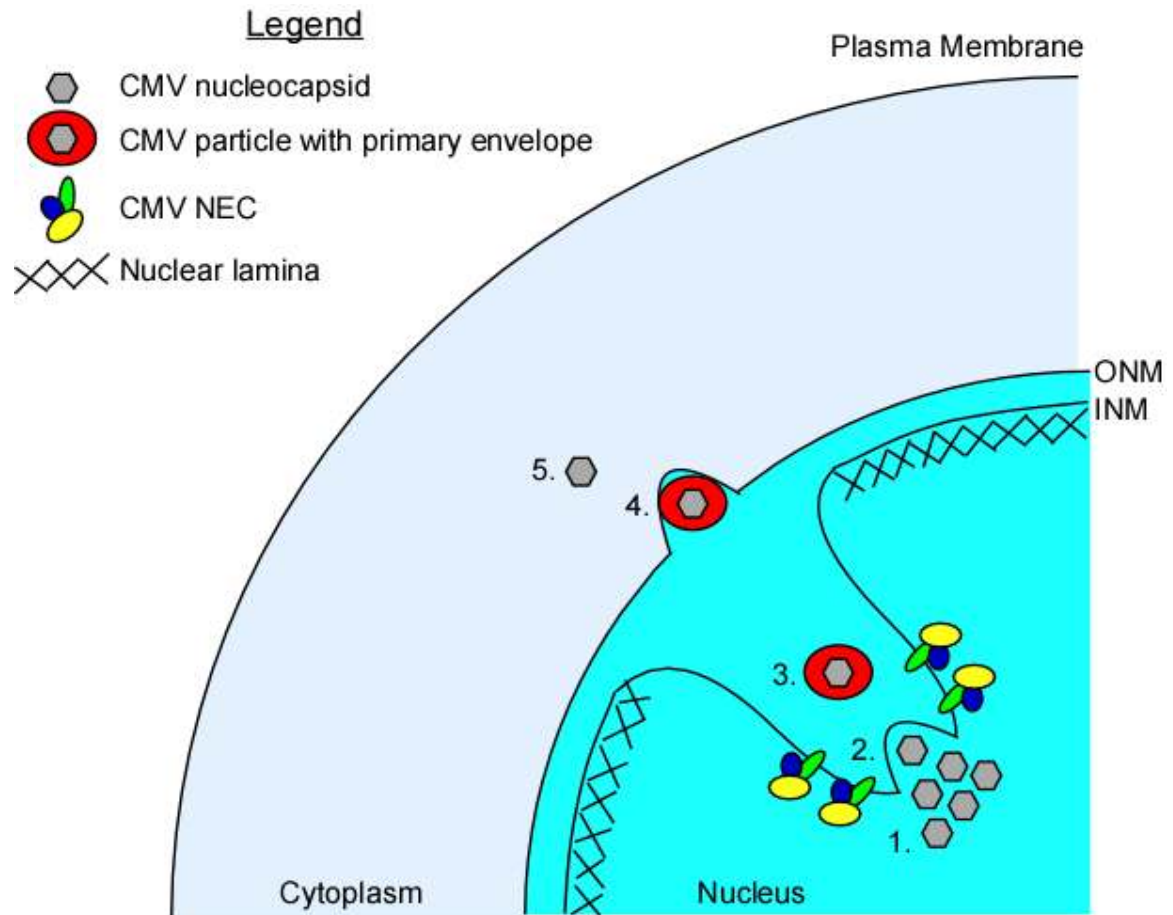 Legend
CMV nucleocapsid
CMV particle with primary envelope
CMV NEC
Nuclear lamina
Plasma Membrane
ONM
INM
5.
4.
3.
2.
1.
Cytoplasm
Nucleus